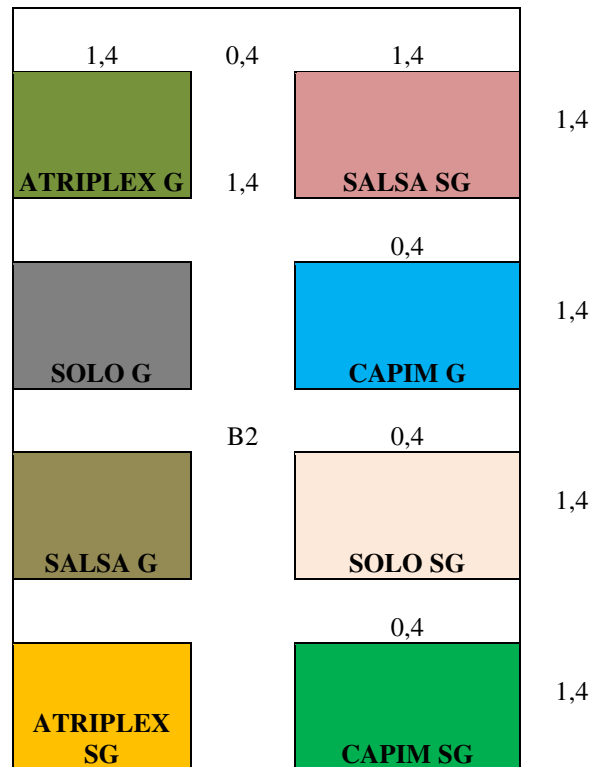 1,4 0,4 1,4
1,4
ATRIPLEX G 1,4 SALSA SG
0,4
1,4
SOLO G CAPIM G
B2 0,4
1,4
SALSA G SOLO SG
0,4
1,4
ATRIPLEX
SG CAPIM SG